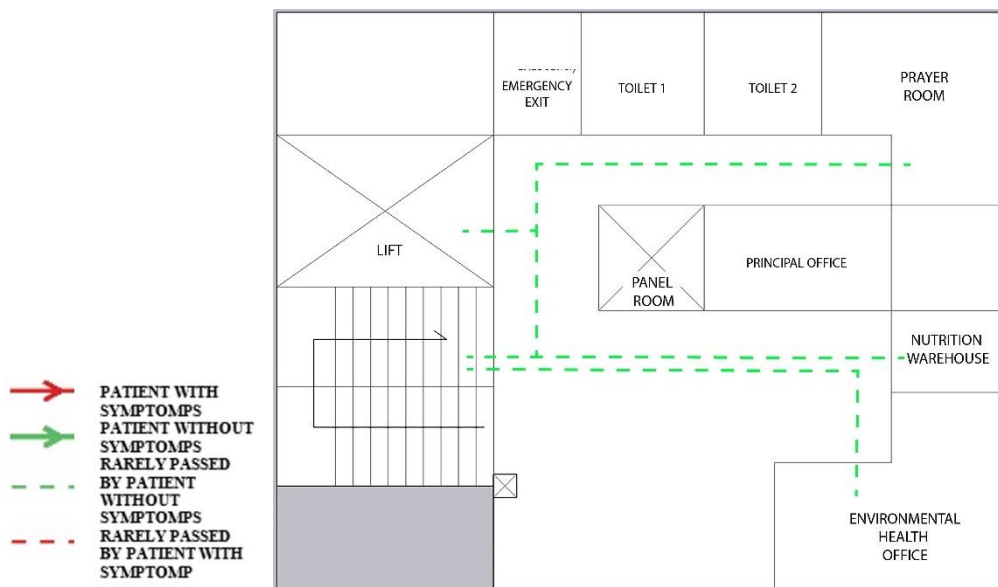 EMERGENCY
EXIT
TOILET 1
TOILET 2
PRAYER
ROOM
LIFT
PANEL
ROOM
PRINCIPAL OFFICE
NUTRITION
WAREHOUSE
ENVIRONMENTAL
HEALTH
OFFICE
PATIENT WITH
SYMPTOMPS
PATIENT WITHOUT
SYMPTOMPS
RARELY PASSED
BY PATIENT
WITHOUT
SYMPTOMPS
RARELY PASSED
BY PATIENT WITH
SYMPTOMP